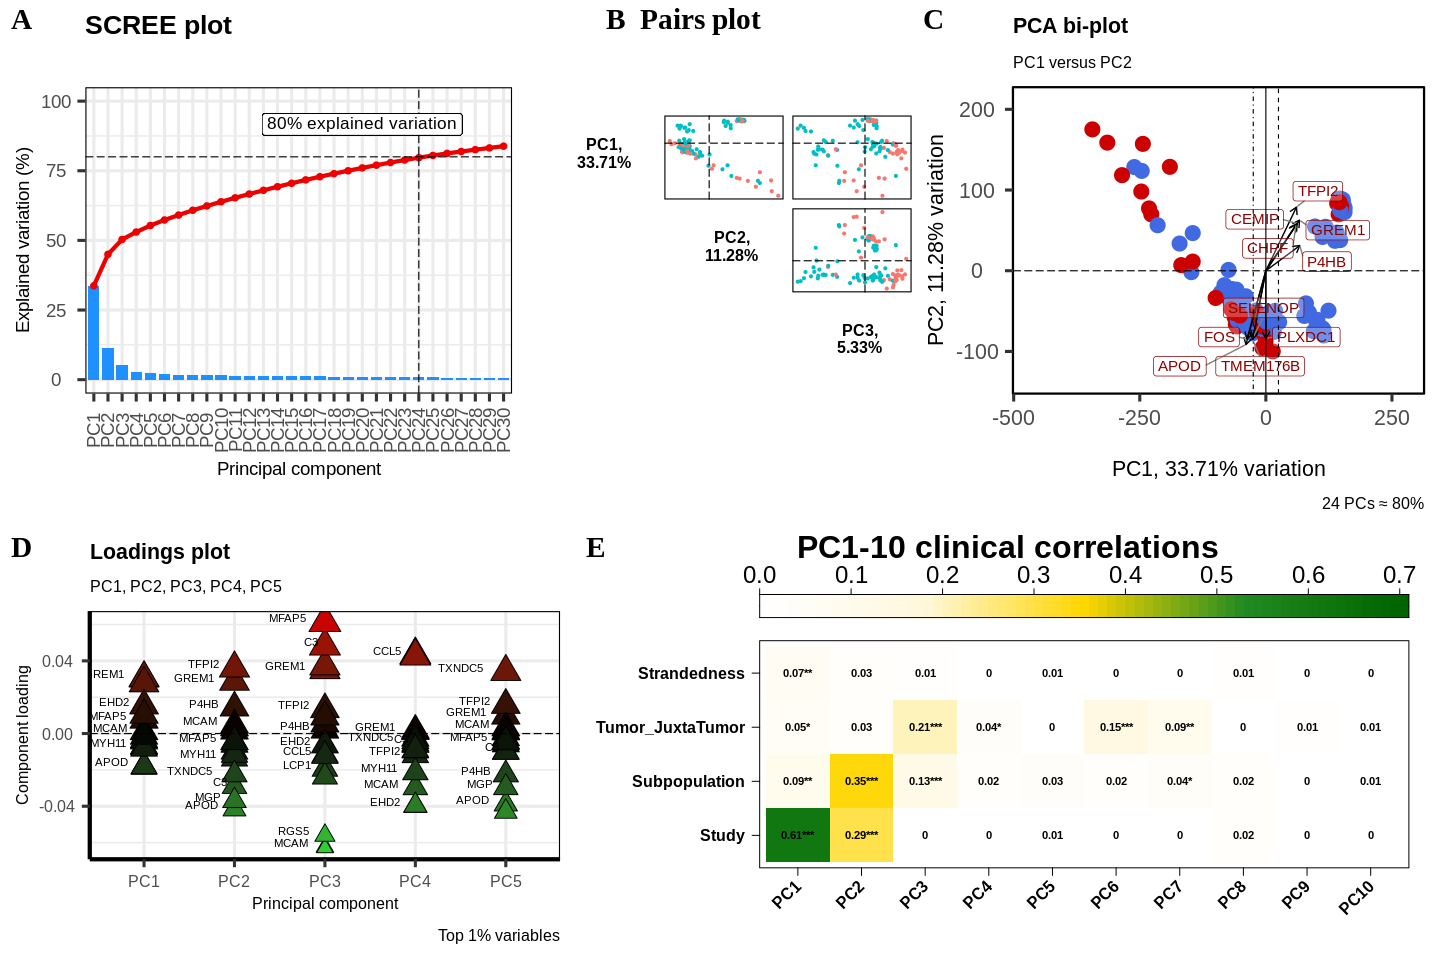 A
SCREE plot
100
75
50
25
0
Explained variation (%)
80% explained variation
PC1
PC2
PC3
PC4
PC5
PC6
PC7
PC8
PC9
PC10
PC11
PC12
PC13
PC14
PC15
PC16
PC17
PC18
PC19
PC20
PC21
PC22
PC23
PC24
PC25
PC26
PC27
PC28
PC29
PC30
Principal component
B Pairs plot
PC1,
33.71%
PC2,
11.28%
PC3,
5.33%
C
PCA bi-plot
PC1 versus PC2
200
100
0
-100
PC2, 11.28% variation
TFPI2
CEMIP
GREM1
CHPF
P4HB
SELENOP
FOS
PLXDC1
APOD
TMEM176B
-500
-250
0
250
PC1, 33.71% variation
24 PCs ≈ 80%
D
Loadings plot
PC1, PC2, PC3, PC4, PC5
0.04
0.00
-0.04
Component loading
REM1
EHD2
MFAP5
MCAM
MYH11
APOD
TFPI2
GREM1
P4HB
MCAM
MFAP5
MYH11
TXNDC5
MGP
APOD
MFAP5
C3
GREM1
TFPI2
P4HB
EHD2
CCL5
LCP1
RGS5
MCAM
CCL5
GREM1
TXNDC5
TFPI2
MYH11
MCAM
EHD2
TXNDC5
TFPI2
GREM1
MCAM
MFAP5
P4HB
MGP
APOD
PC1
PC2
PC3
PC4
PC5
Principal component
Top 1% variables
E
PC1-10 clinical correlations
0.0 0.1 0.2 0.3 0.4 0.5 0.6 0.7
Strandedness 0.07** 0.03 0.01 0 0.01 0 0 0.01 0 0
Tumor_JuxtaTumor 0.05* 0.03 0.21*** 0.04* 0 0.15*** 0.09** 0 0.01 0.01
Subpopulation 0.09** 0.35*** 0.13*** 0.02 0.03 0.02 0.04* 0.02 0 0.01
Study 0.61*** 0.29*** 0 0 0.01 0 0 0.02 0 0
PC1 PC2 PC3 PC4 PC5 PC6 PC7 PC8 PC9 PC10